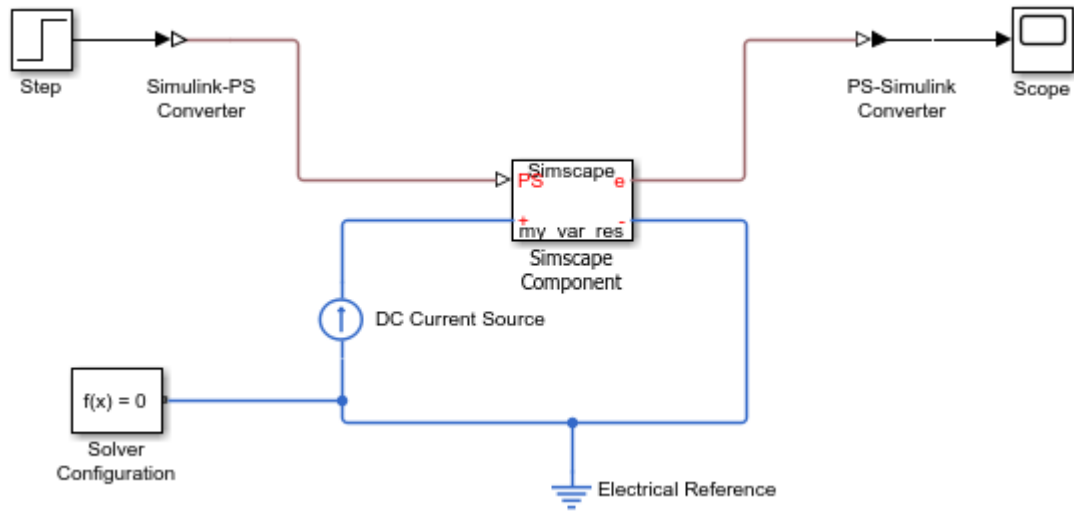 Step
Simulink-PS
Converter
PS-Simulink
Converter
Scope
Simscape
PS e
+ -
my_var_res
Simscape
Component
DC Current Source
f(x) = 0
Solver
Configuration
Electrical Reference